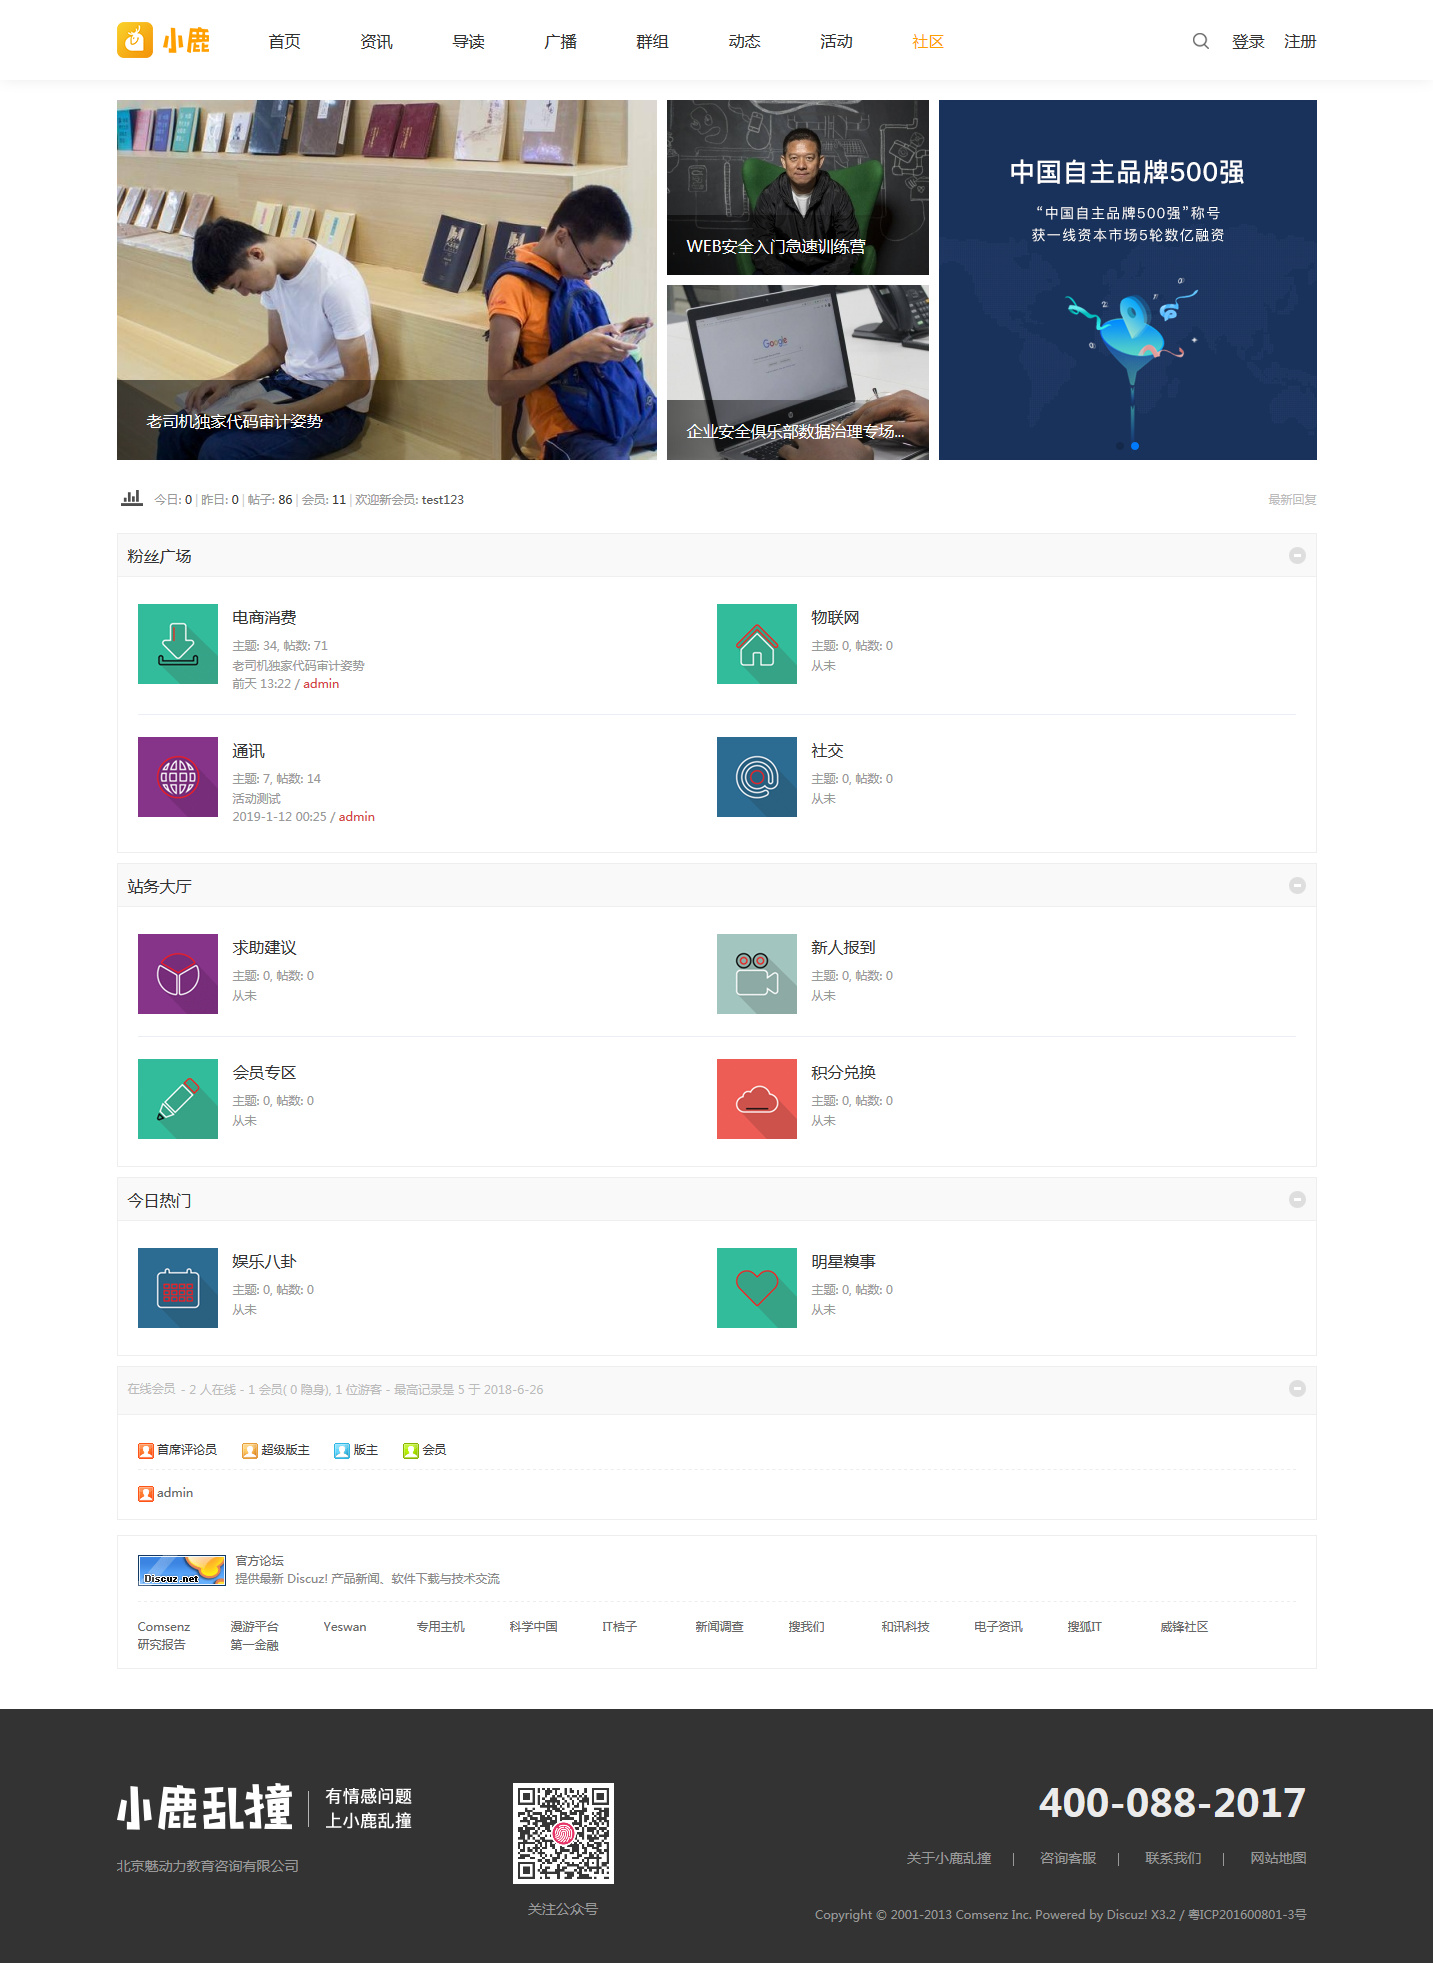 小鹿 首页 资讯 导读 广播 群组 动态 活动 社区 登录 注册
老司机独家代码审计姿势
WEB安全入门急速训练营
Google
企业安全俱乐部数据治理专场...
中国自主品牌500强
“中国自主品牌500强”称号
获一线资本市场5轮数亿融资
今日: 0 | 昨日: 0 | 帖子: 86 | 会员: 11 | 欢迎新会员: test123 最新回复
粉丝广场
电商消费
主题: 34, 帖数: 71
老司机独家代码审计姿势
前天 13:22 / admin
物联网
主题: 0, 帖数: 0
从未
通讯
主题: 7, 帖数: 14
活动测试
2019-1-12 00:25 / admin
社交
主题: 0, 帖数: 0
从未
站务大厅
求助建议
主题: 0, 帖数: 0
从未
新人报到
主题: 0, 帖数: 0
从未
会员专区
主题: 0, 帖数: 0
从未
积分兑换
主题: 0, 帖数: 0
从未
今日热门
娱乐八卦
主题: 0, 帖数: 0
从未
明星糗事
主题: 0, 帖数: 0
从未
在线会员 - 2 人在线 - 1 会员( 0 隐身), 1 位游客 - 最高记录是 5 于 2018-6-26
首席评论员 超级版主 版主 会员
admin
Discuz.net
官方论坛
提供最新 Discuz! 产品新闻、软件下载与技术交流
Comsenz 漫游平台 Yeswan 专用主机 科学中国 IT桔子 新闻调查 搜我们 和讯科技 电子资讯 搜狐IT 威锋社区
研究报告 第一金融
小鹿乱撞
有情感问题
上小鹿乱撞
北京魅动力教育咨询有限公司
关注公众号
400-088-2017
关于小鹿乱撞 | 咨询客服 | 联系我们 | 网站地图
Copyright © 2001-2013 Comsenz Inc. Powered by Discuz! X3.2 / 粤ICP201600801-3号